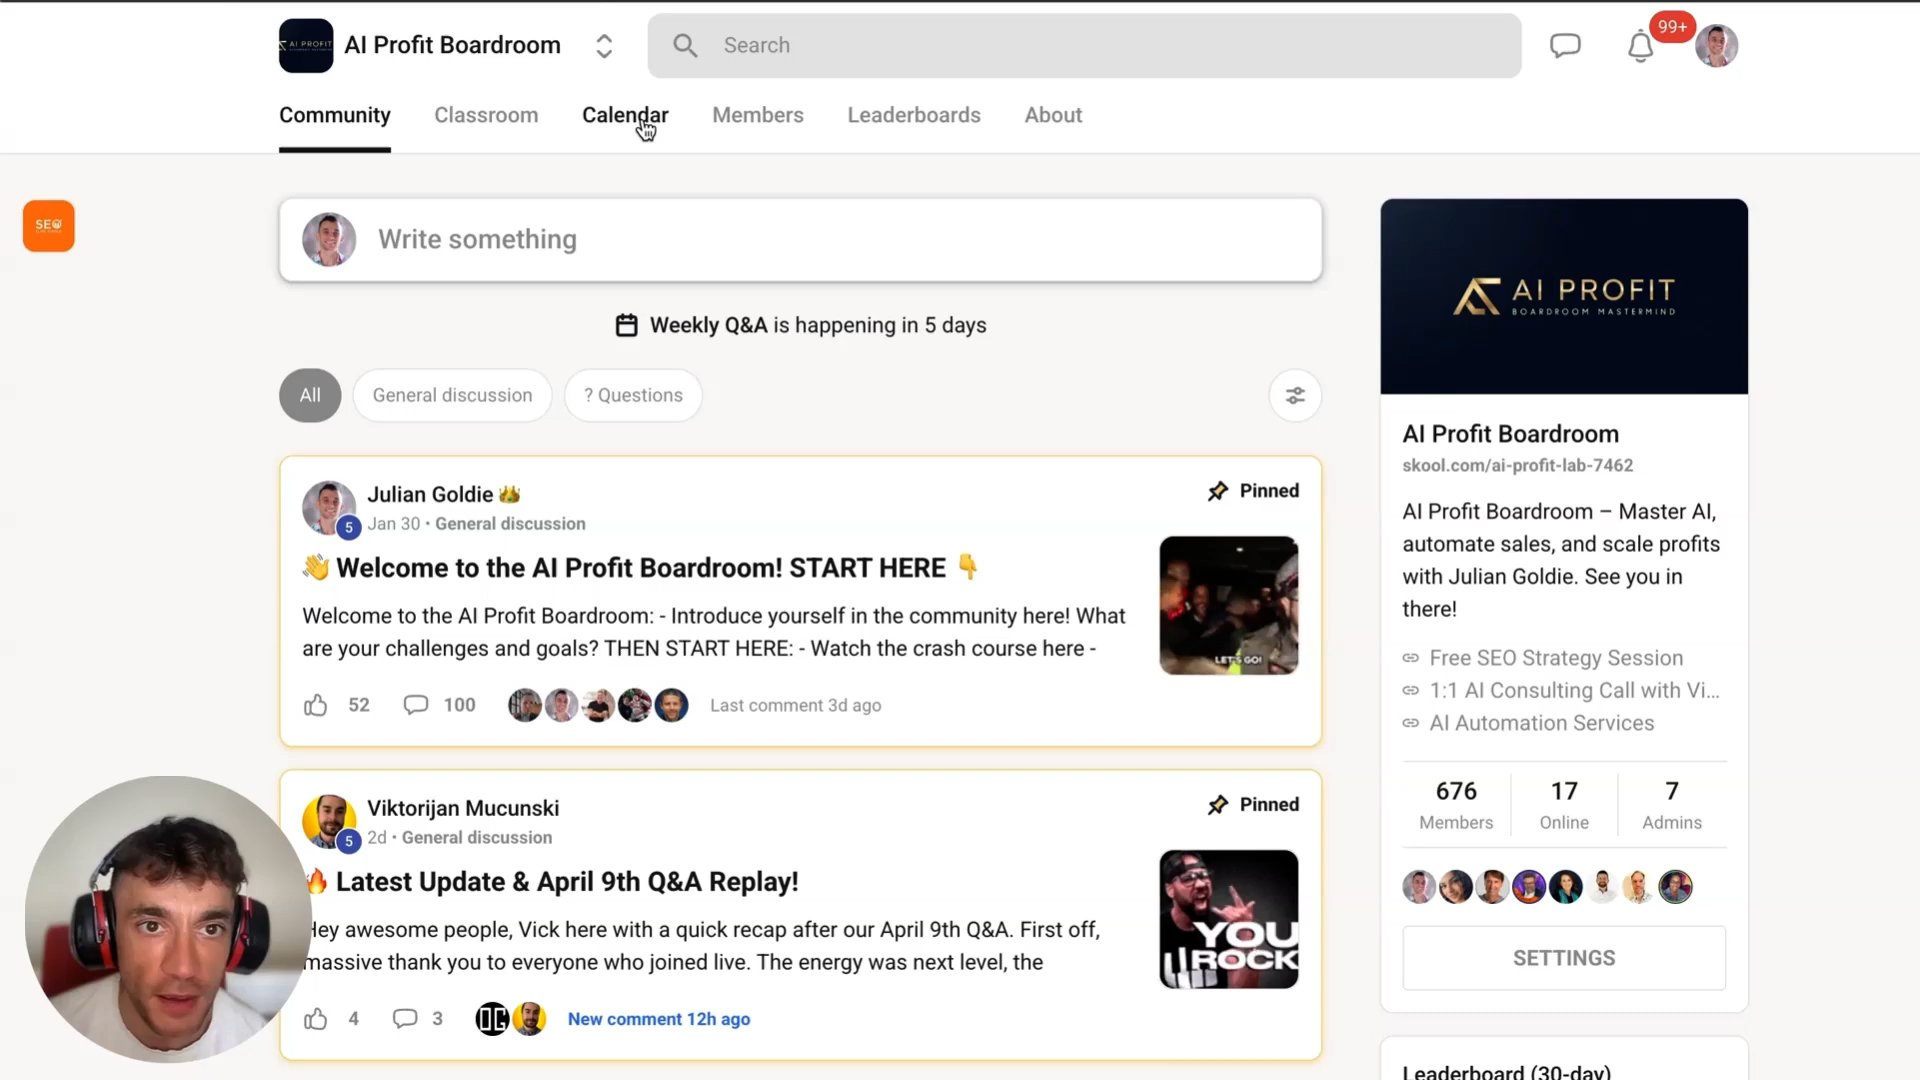 AI PROFIT
AI Profit Boardroom
Search
99+
Community
Classroom
Calendar
Members
Leaderboards
About
SEO
Write something
Weekly Q&A is happening in 5 days
All
General discussion
? Questions
Julian Goldie
5
Jan 30 • General discussion
Pinned
👋 Welcome to the AI Profit Boardroom! START HERE 👇
Welcome to the AI Profit Boardroom: - Introduce yourself in the community here! What
are your challenges and goals? THEN START HERE: - Watch the crash course here -
LET'S GO!
52
100
Last comment 3d ago
Viktorijan Mucunski
5
2d • General discussion
Pinned
🔥 Latest Update & April 9th Q&A Replay!
Hey awesome people, Vick here with a quick recap after our April 9th Q&A. First off,
massive thank you to everyone who joined live. The energy was next level, the
YOU
ROCK
4
3
OG
New comment 12h ago
AI PROFIT
BOARDROOM MASTERMIND
AI Profit Boardroom
skool.com/ai-profit-lab-7462
AI Profit Boardroom – Master AI,
automate sales, and scale profits
with Julian Goldie. See you in
there!
Free SEO Strategy Session
1:1 AI Consulting Call with Vi...
AI Automation Services
676
Members
17
Online
7
Admins
SETTINGS
Leaderboard (30-day)